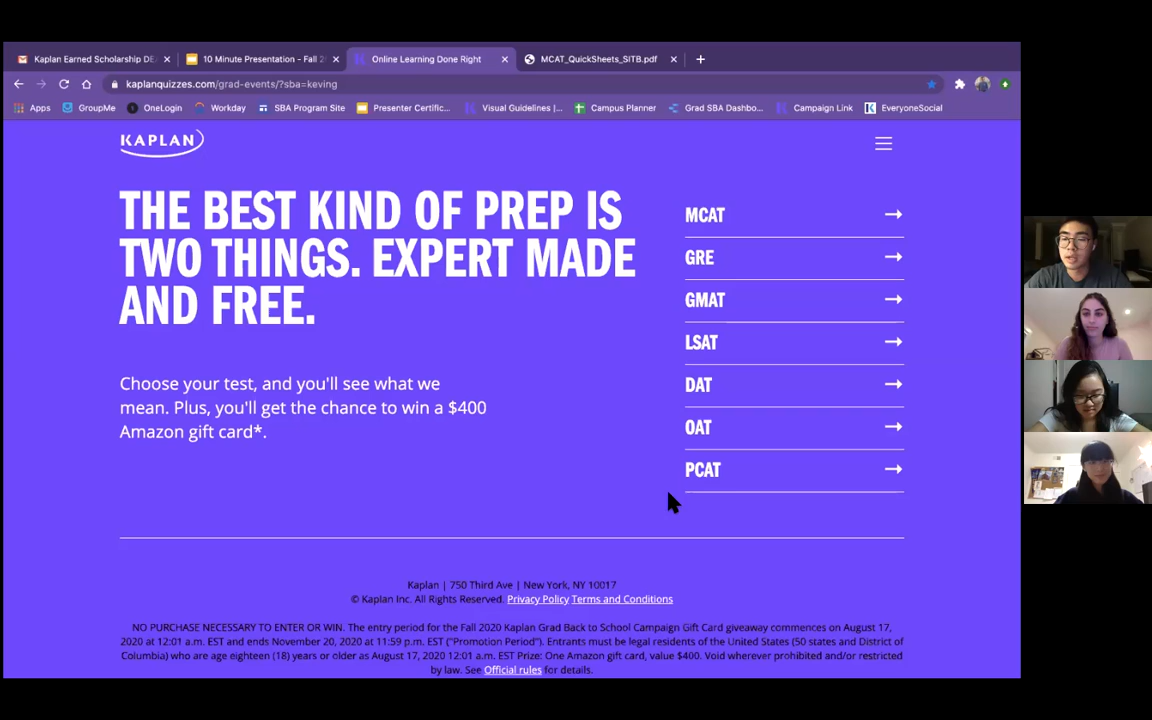 Kaplan Earned Scholarship DEA
10 Minute Presentation - Fall 2
Online Learning Done Right
MCAT_QuickSheets_SITB.pdf
kaplanquizzes.com/grad-events/?sba=keving
Apps GroupMe OneLogin Workday SBA Program Site Presenter Certific... Visual Guidelines |... Campus Planner Grad SBA Dashbo... Campaign Link EveryoneSocial
KAPLAN
THE BEST KIND OF PREP IS
TWO THINGS. EXPERT MADE
AND FREE.
Choose your test, and you'll see what we
mean. Plus, you'll get the chance to win a $400
Amazon gift card*.
MCAT
GRE
GMAT
LSAT
DAT
OAT
PCAT
Kaplan | 750 Third Ave | New York, NY 10017
© Kaplan Inc. All Rights Reserved. Privacy Policy Terms and Conditions
NO PURCHASE NECESSARY TO ENTER OR WIN. The entry period for the Fall 2020 Kaplan Grad Back to School Campaign Gift Card giveaway commences on August 17,
2020 at 12:01 a.m. EST and ends November 20, 2020 at 11:59 p.m. EST ("Promotion Period"). Entrants must be legal residents of the United States (50 states and District of
Columbia) who are age eighteen (18) years or older as August 17, 2020 12:01 a.m. EST Prize: One Amazon gift card, value $400. Void wherever prohibited and/or restricted
by law. See Official rules for details.